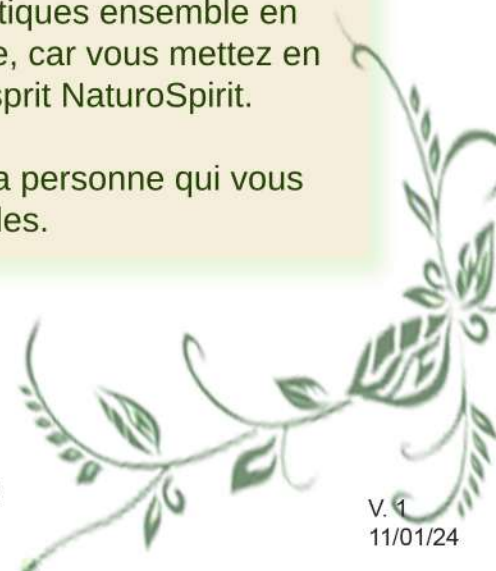 tiques ensemble en
, car vous mettez en
sprit NaturoSpirit.
a personne qui vous
les.
V. 1
11/01/24